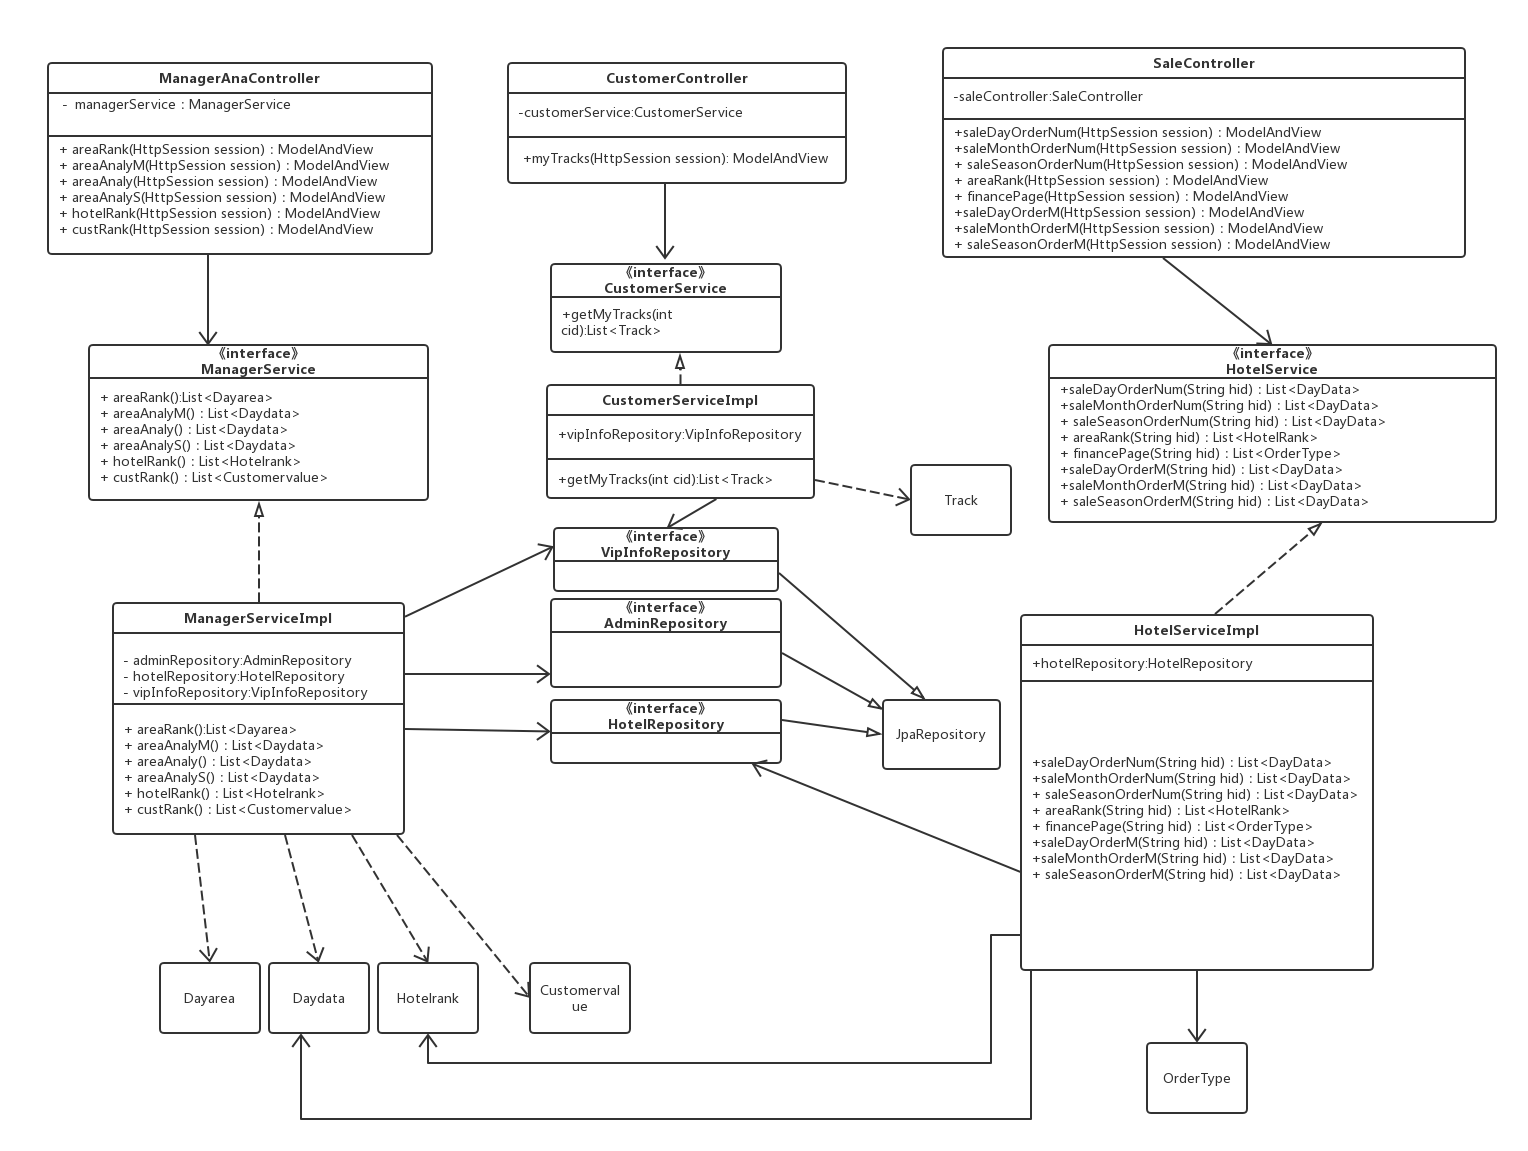 ManagerAnaController
- managerService : ManagerService
+ areaRank(HttpSession session) : ModelAndView
+ areaAnalyM(HttpSession session) : ModelAndView
+ areaAnaly(HttpSession session) : ModelAndView
+ areaAnalyS(HttpSession session) : ModelAndView
+ hotelRank(HttpSession session) : ModelAndView
+ custRank(HttpSession session) : ModelAndView
CustomerController
-customerService:CustomerService
+myTracks(HttpSession session): ModelAndView
SaleController
-saleController:SaleController
+saleDayOrderNum(HttpSession session) : ModelAndView
+saleMonthOrderNum(HttpSession session) : ModelAndView
+ saleSeasonOrderNum(HttpSession session) : ModelAndView
+ areaRank(HttpSession session) : ModelAndView
+ financePage(HttpSession session) : ModelAndView
+saleDayOrderM(HttpSession session) : ModelAndView
+saleMonthOrderM(HttpSession session) : ModelAndView
+ saleSeasonOrderM(HttpSession session) : ModelAndView
《interface》
CustomerService
+getMyTracks(int
cid):List<Track>
《interface》
ManagerService
+ areaRank():List<Dayarea>
+ areaAnalyM() : List<Daydata>
+ areaAnaly() : List<Daydata>
+ areaAnalyS() : List<Daydata>
+ hotelRank() : List<Hotelrank>
+ custRank() : List<Customervalue>
《interface》
HotelService
+saleDayOrderNum(String hid) : List<DayData>
+saleMonthOrderNum(String hid) : List<DayData>
+ saleSeasonOrderNum(String hid) : List<DayData>
+ areaRank(String hid) : List<HotelRank>
+ financePage(String hid) : List<OrderType>
+saleDayOrderM(String hid) : List<DayData>
+saleMonthOrderM(String hid) : List<DayData>
+ saleSeasonOrderM(String hid) : List<DayData>
CustomerServiceImpl
+vipInfoRepository:VipInfoRepository
+getMyTracks(int cid):List<Track>
Track
《interface》
VipInfoRepository
《interface》
AdminRepository
《interface》
HotelRepository
JpaRepository
ManagerServiceImpl
- adminRepository:AdminRepository
- hotelRepository:HotelRepository
- vipInfoRepository:VipInfoRepository
+ areaRank():List<Dayarea>
+ areaAnalyM() : List<Daydata>
+ areaAnaly() : List<Daydata>
+ areaAnalyS() : List<Daydata>
+ hotelRank() : List<Hotelrank>
+ custRank() : List<Customervalue>
HotelServiceImpl
+hotelRepository:HotelRepository
+saleDayOrderNum(String hid) : List<DayData>
+saleMonthOrderNum(String hid) : List<DayData>
+ saleSeasonOrderNum(String hid) : List<DayData>
+ areaRank(String hid) : List<HotelRank>
+ financePage(String hid) : List<OrderType>
+saleDayOrderM(String hid) : List<DayData>
+saleMonthOrderM(String hid) : List<DayData>
+ saleSeasonOrderM(String hid) : List<DayData>
Dayarea
Daydata
Hotelrank
Customerval
ue
OrderType